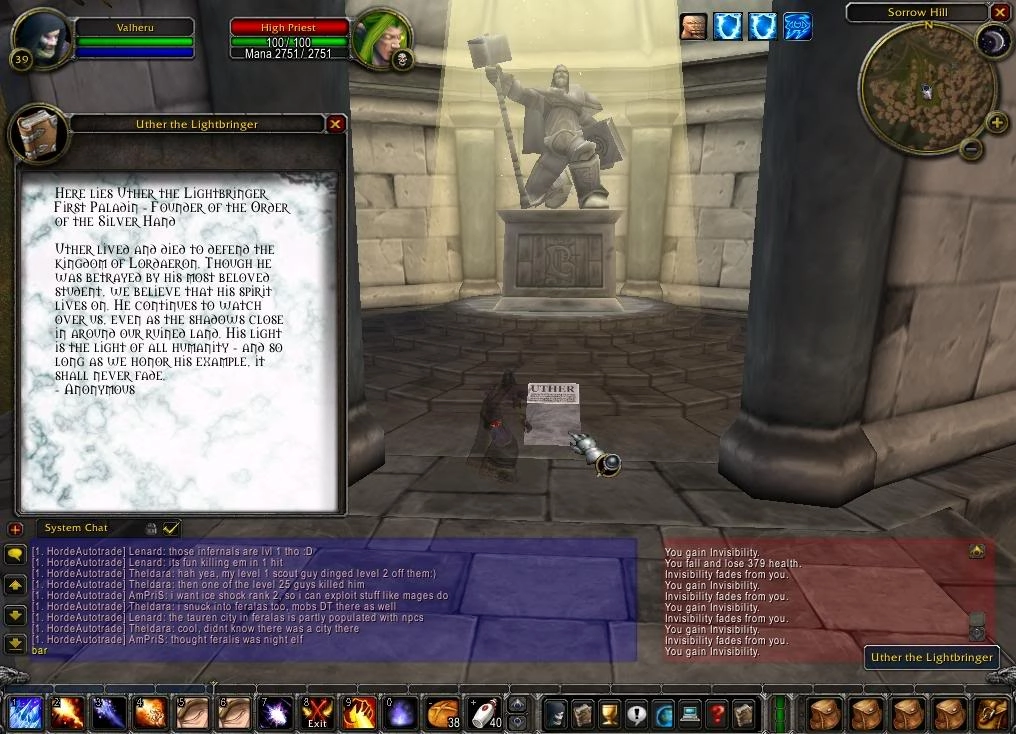 Valheru
39
High Priest
100/100
Mana 2751/2751
Sorrow Hill
N
Uther the Lightbringer
Here lies Uther the Lightbringer
First Paladin - Founder of the Order
of the Silver Hand
Uther lived and died to defend the
kingdom of Lordaeron. Though he
was betrayed by his most beloved
student, we believe that his spirit
lives on. He continues to watch
over us, even as the shadows close
in around our ruined land. His light
is the light of all humanity - and so
long as we honor his example, it
shall never fade.
- Anonymous
UTHER
System Chat
[1. HordeAutotrade] Lenard: those infernals are lvl 1 tho :D
[1. HordeAutotrade] Lenard: its fun killing em in 1 hit
[1. HordeAutotrade] Theldara: hah yea, my level 1 scout guy dinged level 2 off them:)
[1. HordeAutotrade] Theldara: then one of the level 25 guys killed him
[1. HordeAutotrade] AmPriS: i want ice shock rank 2, so i can exploit stuff like mages do
[1. HordeAutotrade] Theldara: i snuck into feralas too, mobs DT there as well
[1. HordeAutotrade] Lenard: the tauren city in feralas is partly populated with npcs
[1. HordeAutotrade] Theldara: cool, didnt know there was a city there
[1. HordeAutotrade] AmPriS: thought feralis was night elf
bar
You gain Invisibility.
You fall and lose 379 health.
Invisibility fades from you.
You gain Invisibility.
Invisibility fades from you.
You gain Invisibility.
Invisibility fades from you.
You gain Invisibility.
Invisibility fades from you.
You gain Invisibility.
Uther the Lightbringer
1 2 3 4 5 6 7 8 9 0 - +
Exit
38
40